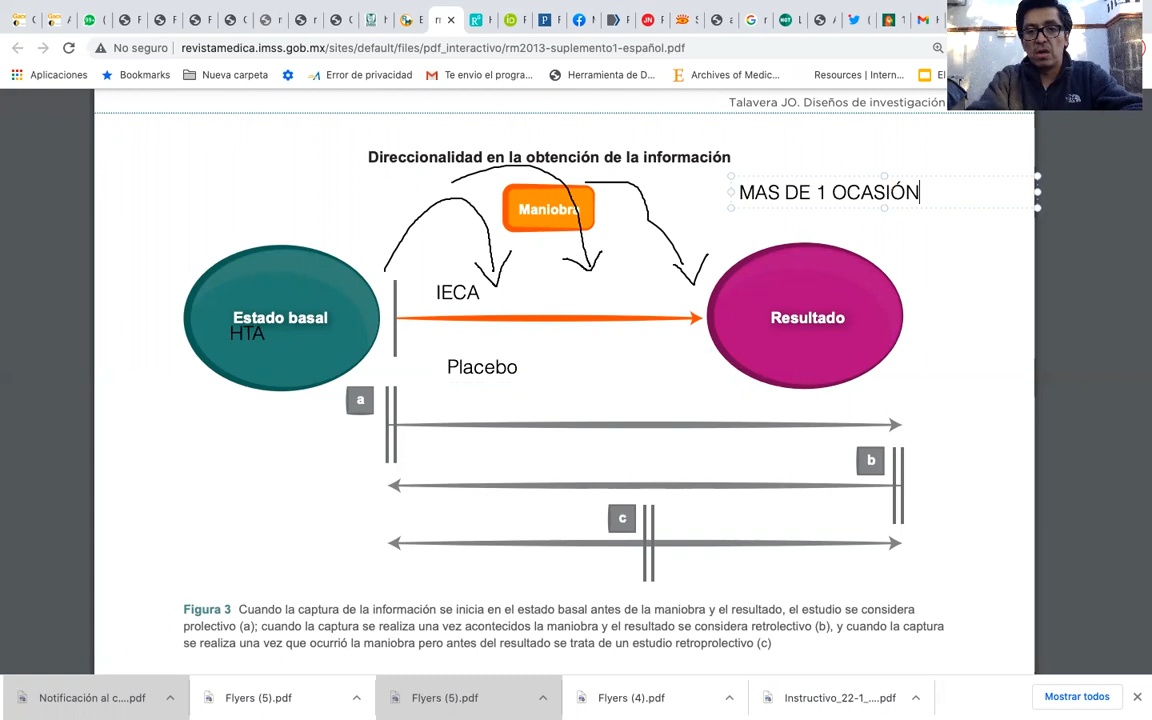 No seguro
revistamedica.imss.gob.mx/sites/default/files/pdf_interactivo/rm2013-suplemento1-español.pdf
Aplicaciones
Bookmarks
Nueva carpeta
Error de privacidad
Te envio el progra...
Herramienta de D...
Archives of Medic...
Resources | Intern...
El
Talavera JO. Diseños de investigación
Direccionalidad en la obtención de la información
MAS DE 1 OCASIÓN
Maniobra
IECA
Estado basal
HTA
Resultado
Placebo
a
b
c
Figura 3 Cuando la captura de la información se inicia en el estado basal antes de la maniobra y el resultado, el estudio se considera
prolectivo (a); cuando la captura se realiza una vez acontecidos la maniobra y el resultado se considera retrolectivo (b), y cuando la captura
se realiza una vez que ocurrió la maniobra pero antes del resultado se trata de un estudio retroprolectivo (c)
Notificación al c....pdf
Flyers (5).pdf
Flyers (5).pdf
Flyers (4).pdf
Instructivo_22-1_....pdf
Mostrar todos